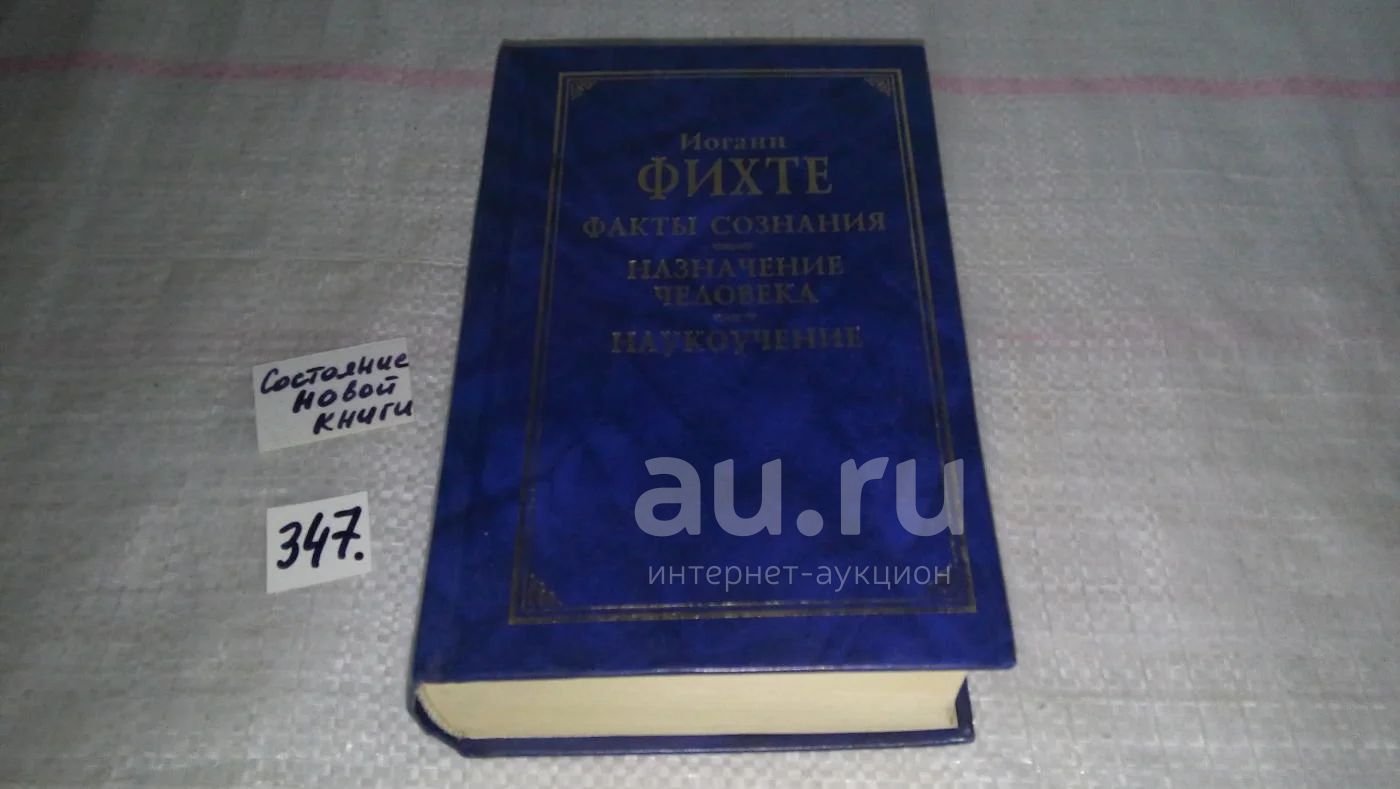 Иоганн
ФИХТЕ
ФАКТЫ СОЗНАНИЯ
НАЗНАЧЕНИЕ
ЧЕЛОВЕКА
НАУКОУЧЕНИЕ
Состояние
новой
книги
347.
au.ru
интернет-аукцион